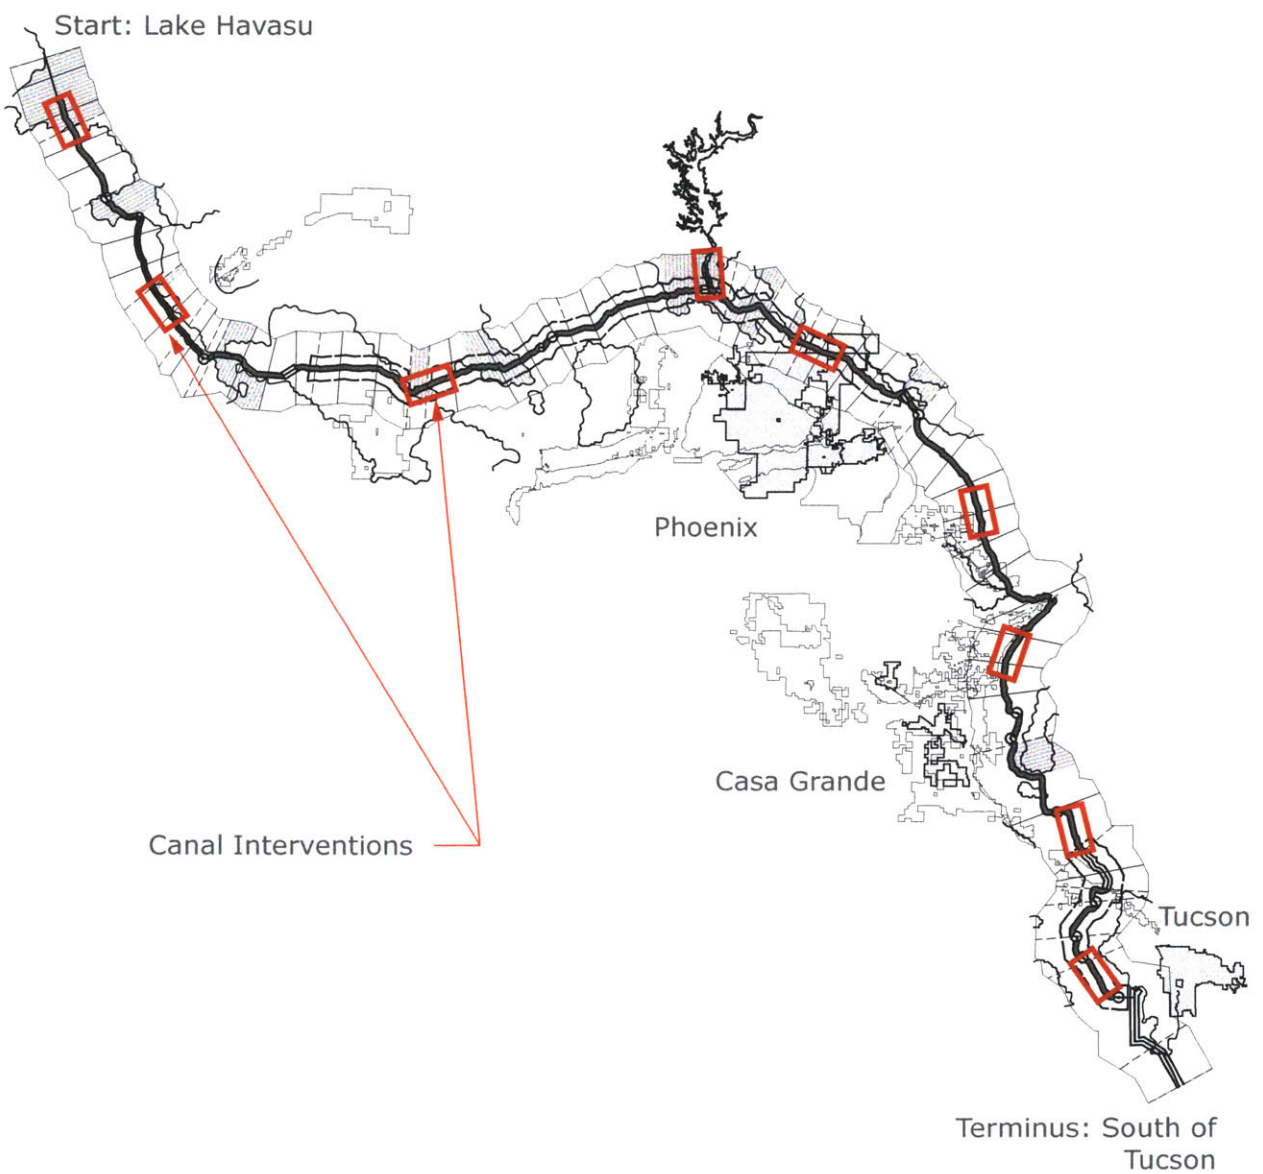 Start: Lake Havasu
Phoenix
Casa Grande
Canal Interventions
Tucson
Terminus: South of
Tucson